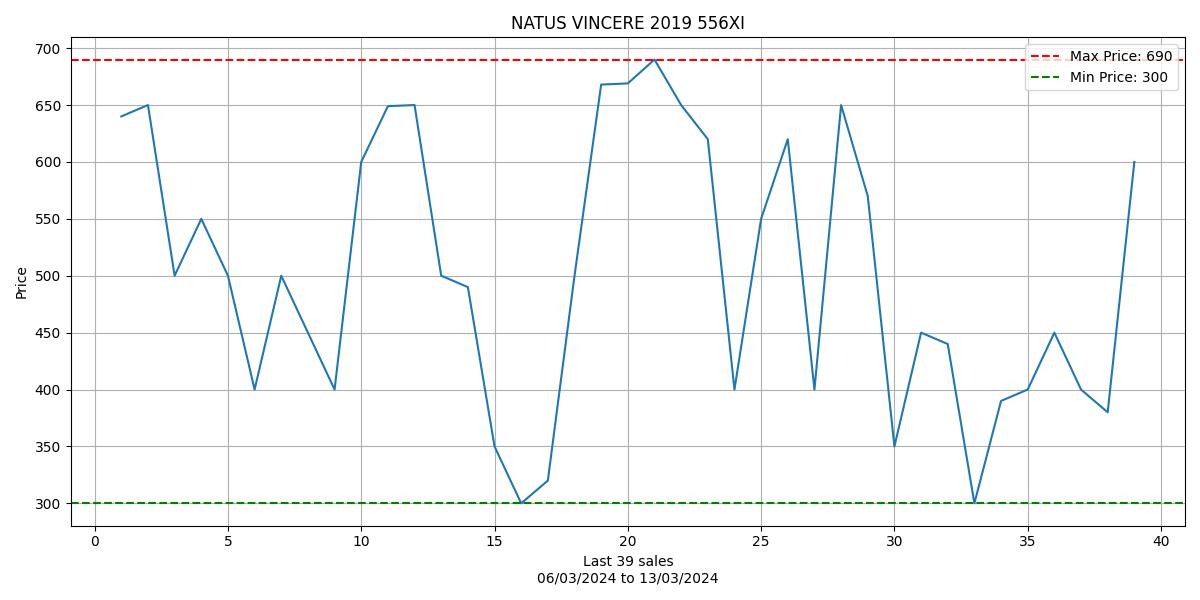 NATUS VINCERE 2019 556XI
Max Price: 690
Min Price: 300
Price
700
650
600
550
500
450
400
350
300
0 5 10 15 20 25 30 35 40
Last 39 sales
06/03/2024 to 13/03/2024